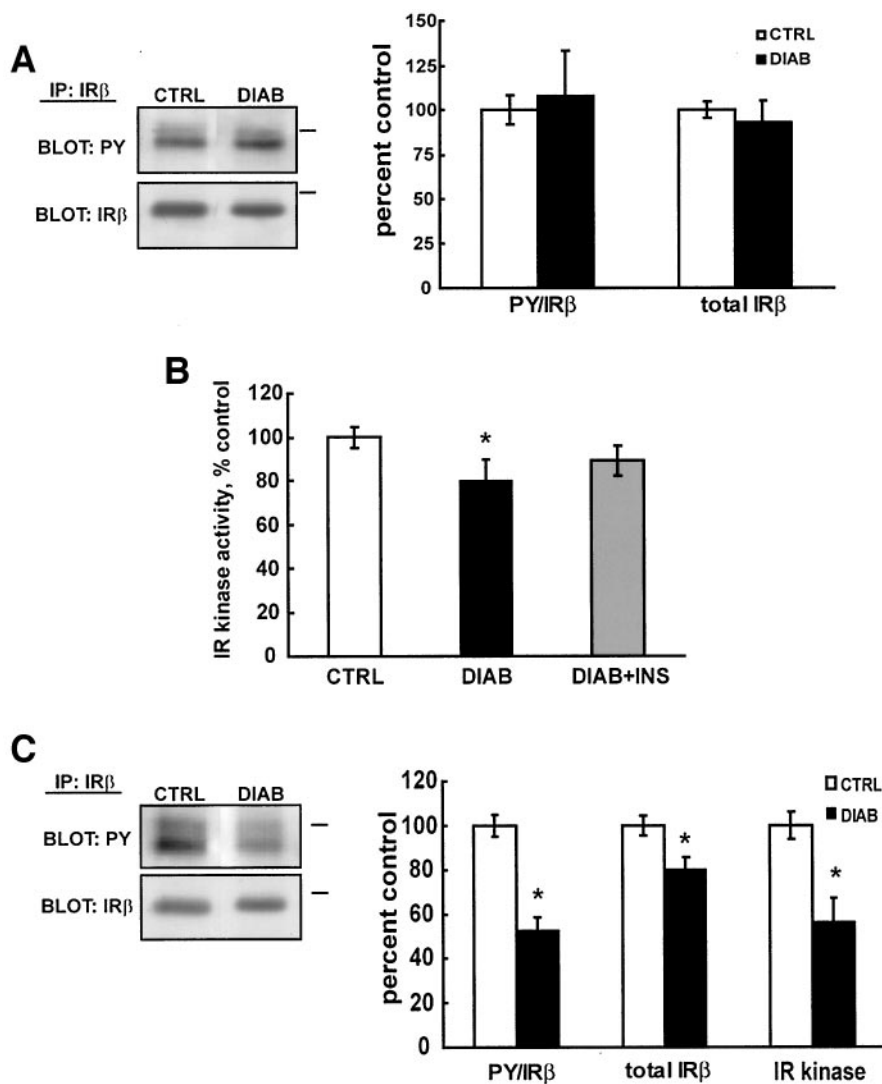 A
IP: IRβ
CTRL DIAB
BLOT: PY
BLOT: IRβ
percent control
150
125
100
75
50
25
0
CTRL
DIAB
PY/IRβ total IRβ
B
IR kinase activity, % control
120
100
80
60
40
20
0
*
CTRL DIAB DIAB+INS
C
IP: IRβ
CTRL DIAB
BLOT: PY
BLOT: IRβ
percent control
120
100
80
60
40
20
0
CTRL
DIAB
* * *
PY/IRβ total IRβ IR kinase